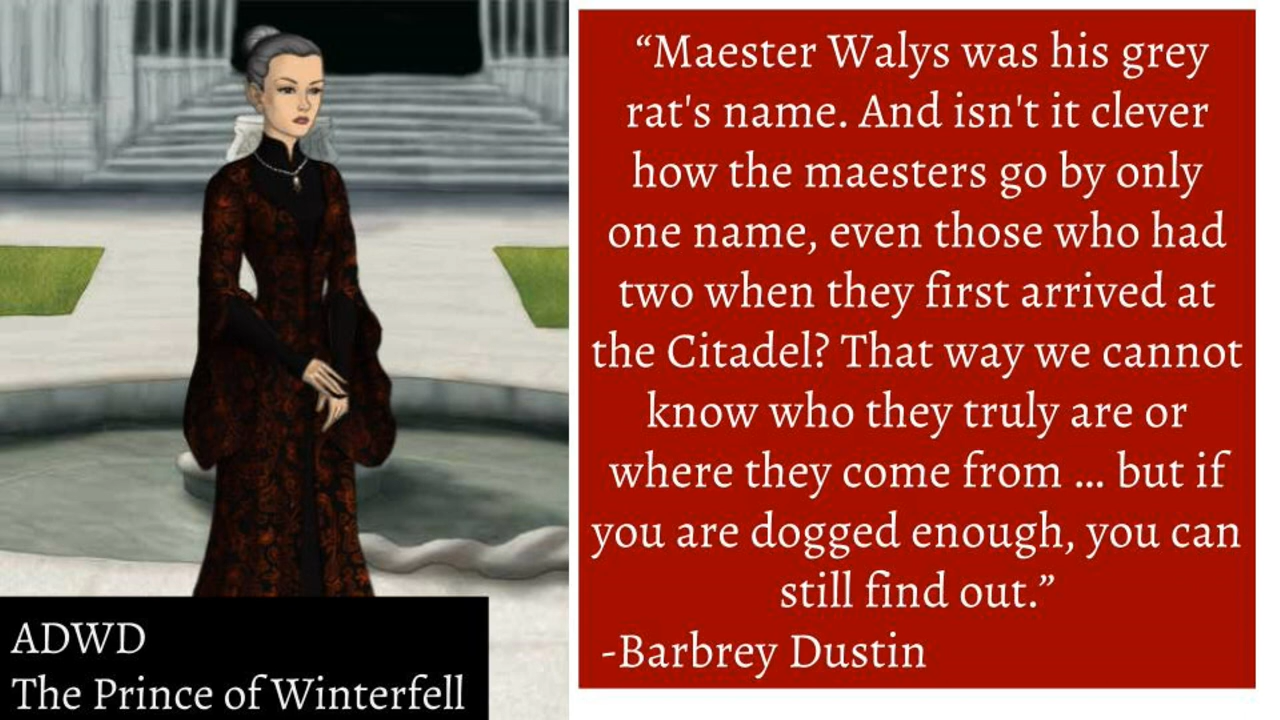 “Maester Walys was his grey
rat's name. And isn't it clever
how the maesters go by only
one name, even those who had
two when they first arrived at
the Citadel? That way we cannot
know who they truly are or
where they come from ... but if
you are dogged enough, you can
still find out.”
-Barbrey Dustin
ADWD
The Prince of Winterfell